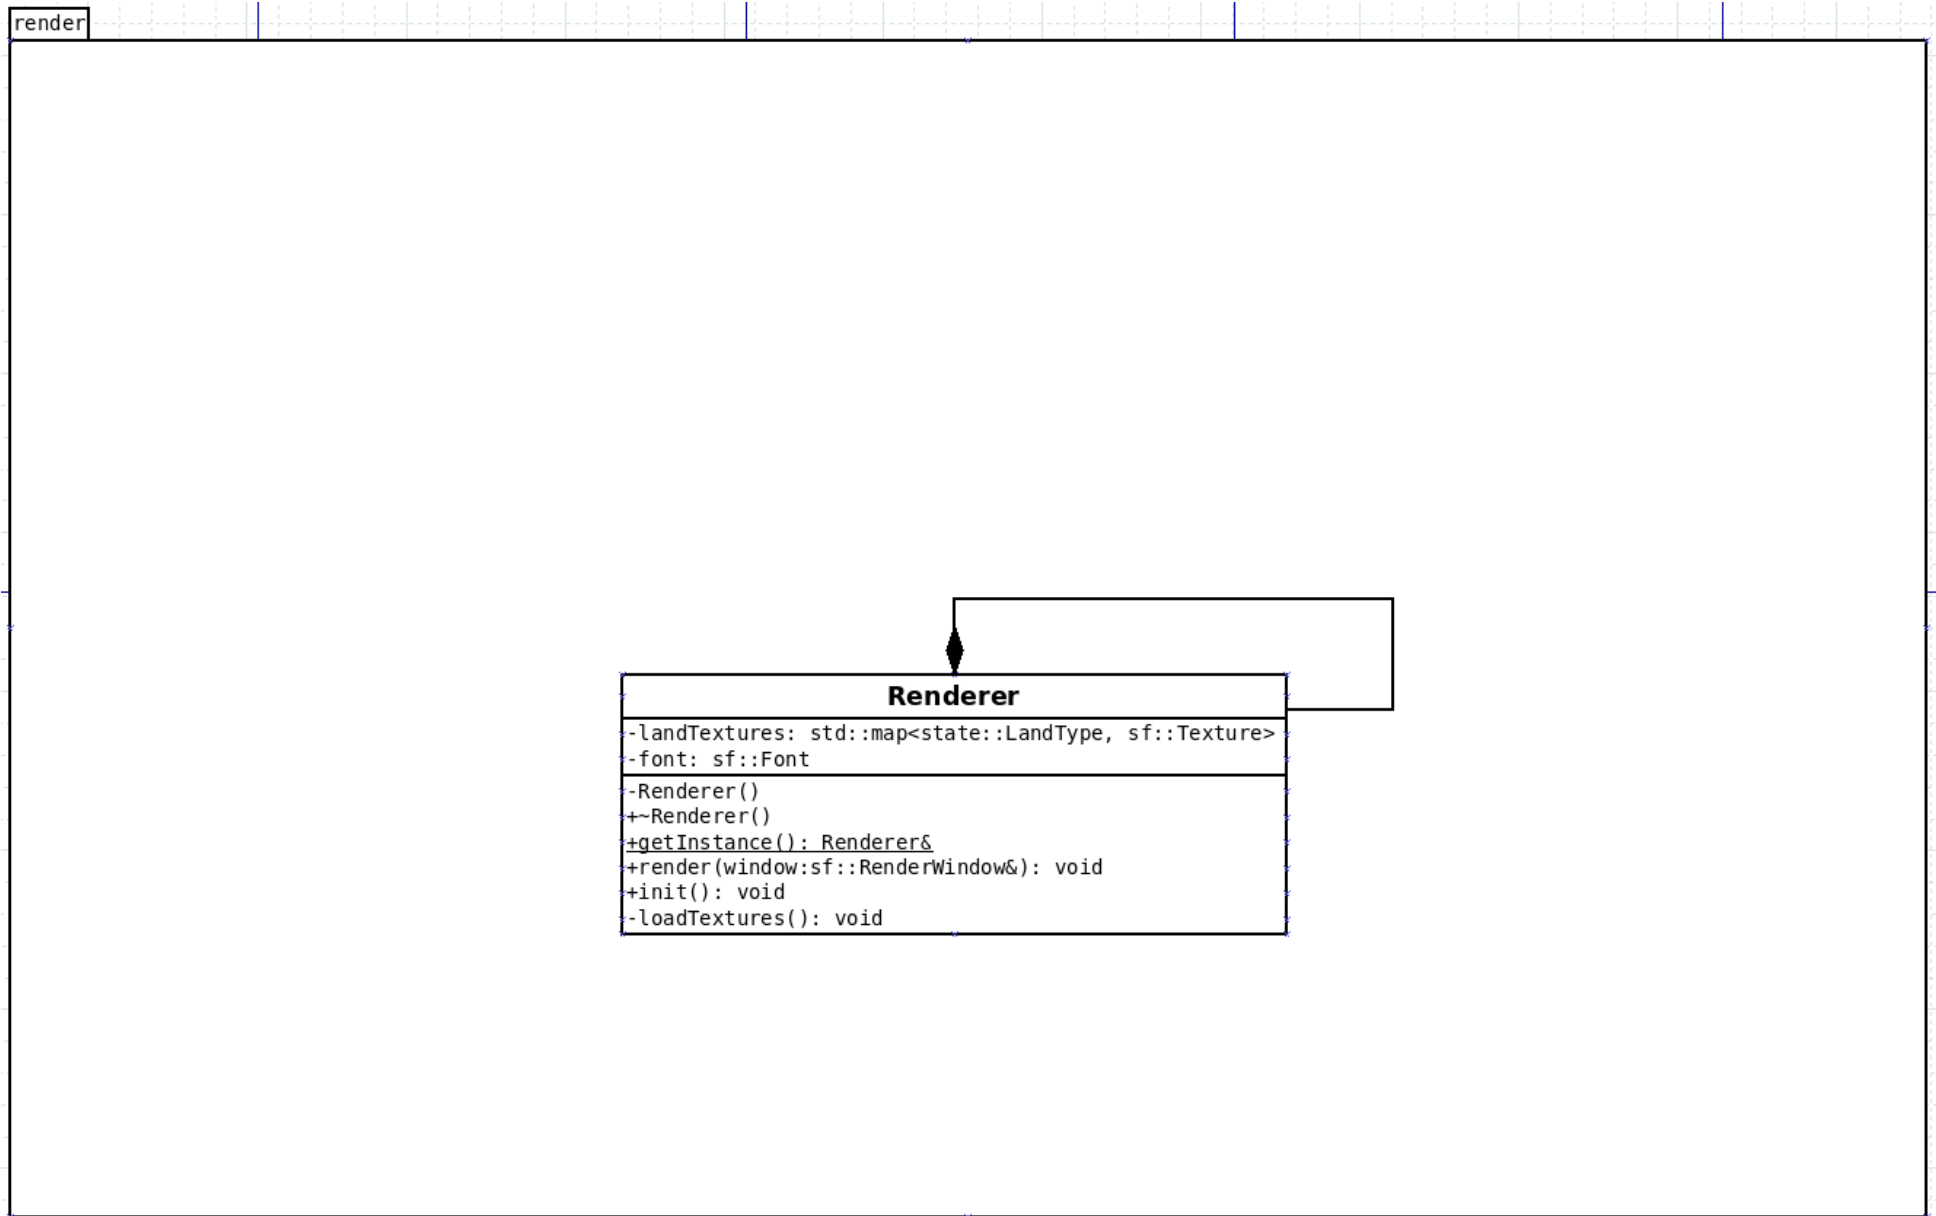 render
Renderer
-landTextures: std::map<state::LandType, sf::Texture>
-font: sf::Font
-Renderer()
+~Renderer()
+getInstance(): Renderer&
+render(window:sf::RenderWindow&): void
+init(): void
-loadTextures(): void